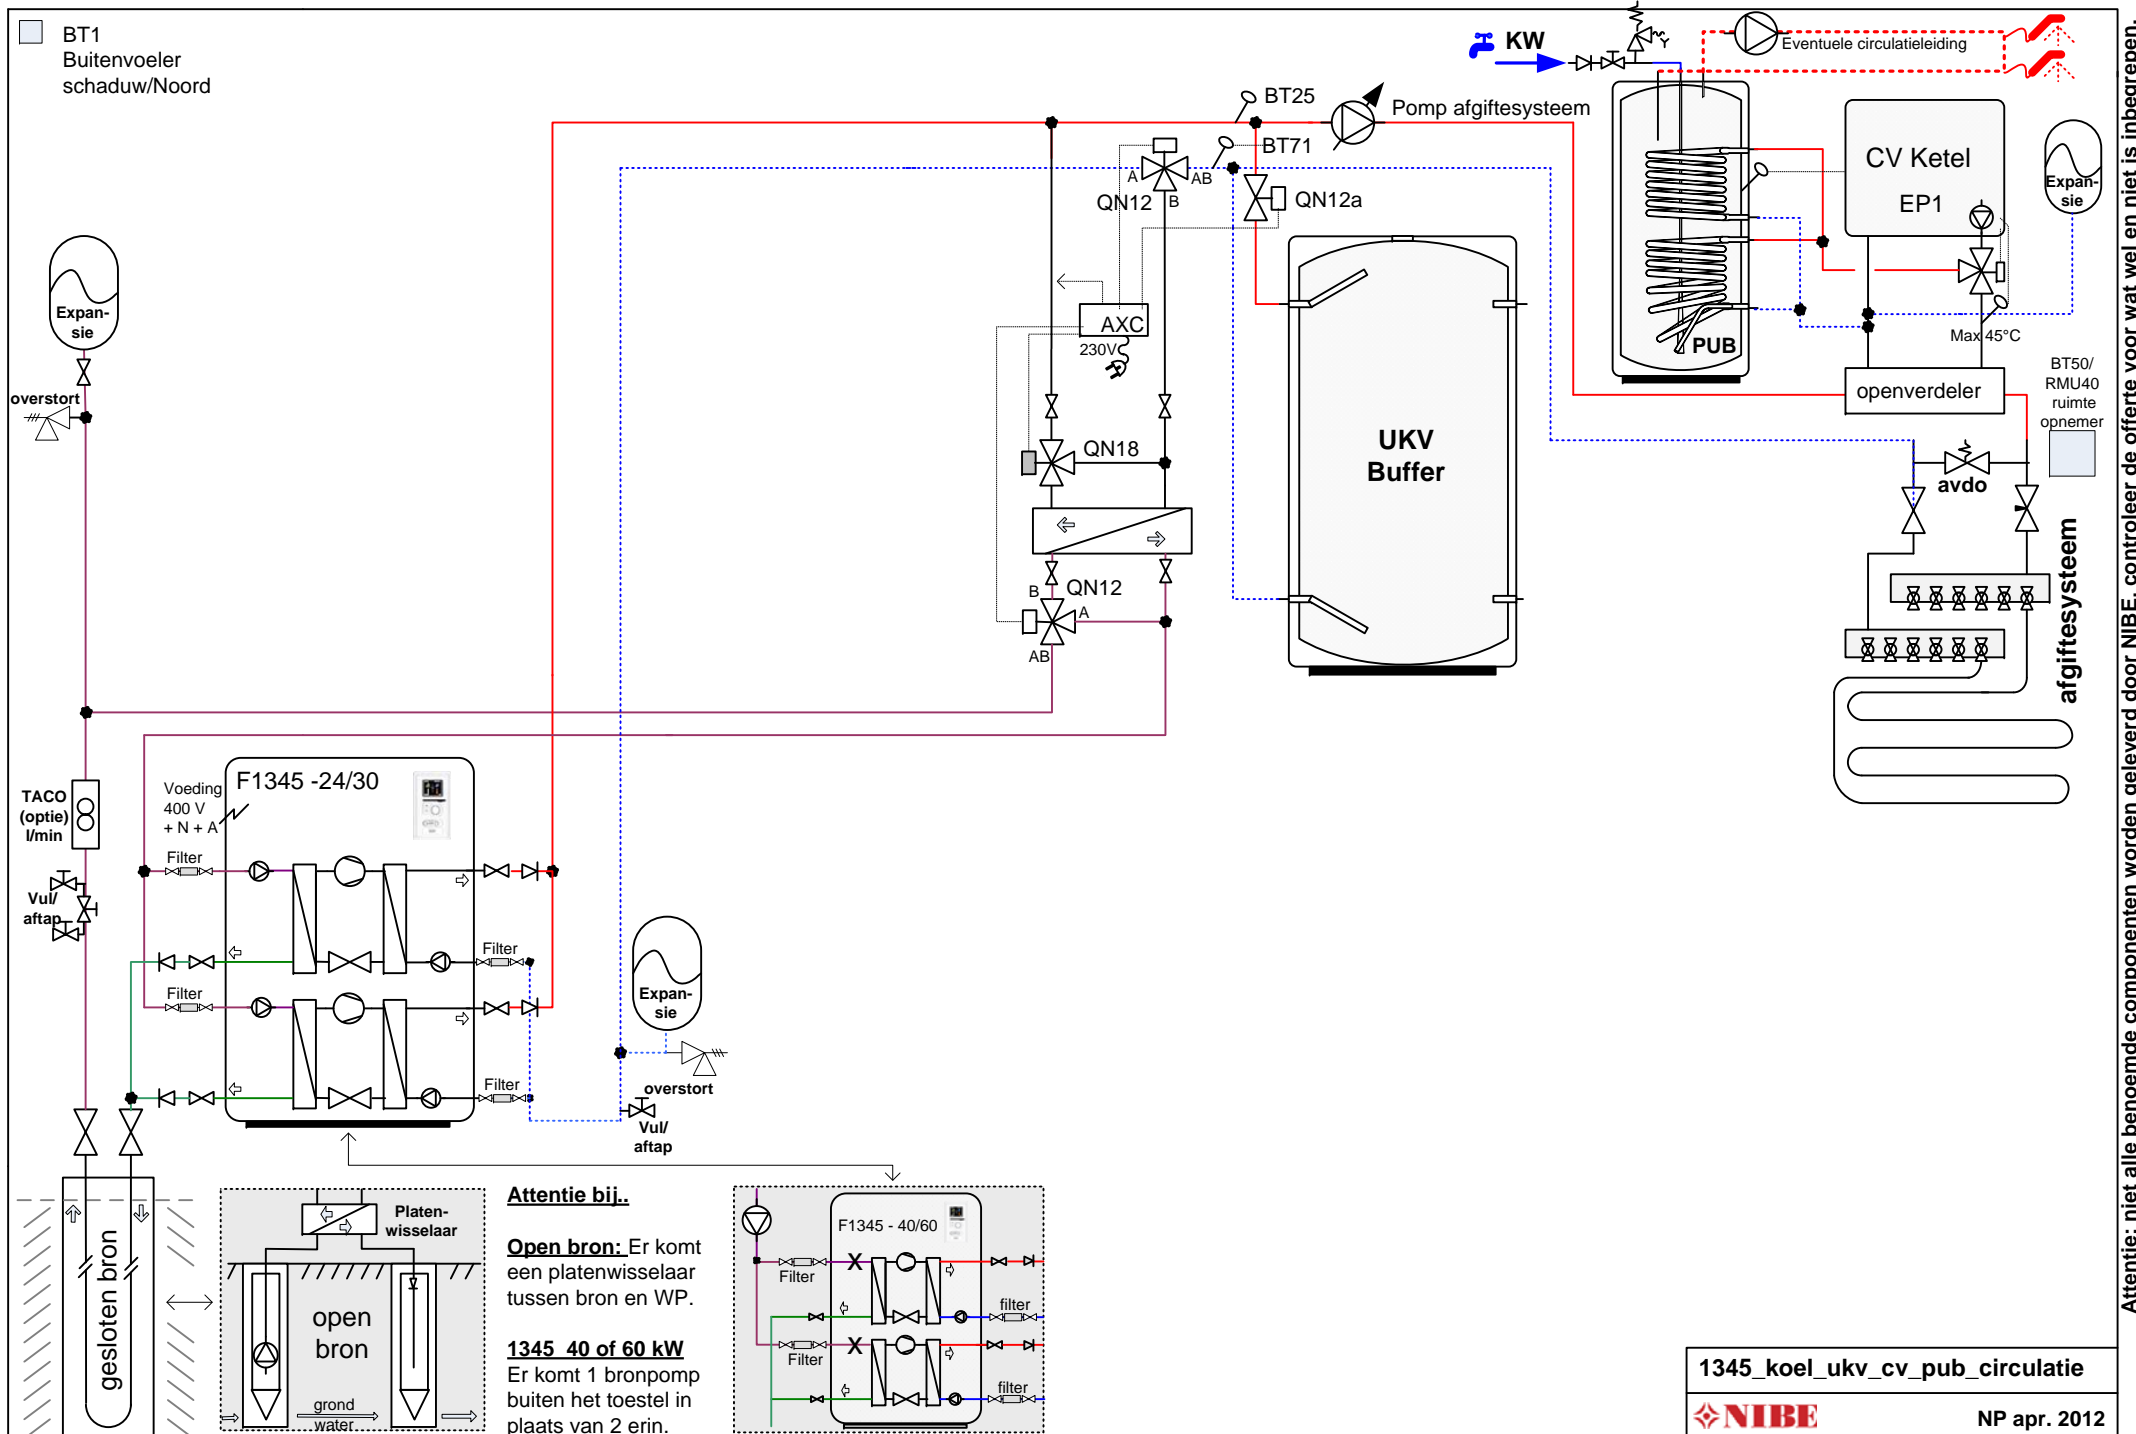 BT1
Buitenvoeler
schaduw/Noord
KW
Eventuele circulatieleiding
BT25
Pomp afgiftesysteem
BT71
A
AB
B
QN12
QN12a
CV Ketel
EP1
Expan-
sie
Max 45°C
PUB
BT50/
RMU40
ruimte
opnemer
openverdeler
avdo
afgiftesysteem
Expan-
sie
overstort
AXC
230V
QN18
UKV
Buffer
B
QN12
A
AB
TACO
(optie)
l/min
Vul/
aftap
Voeding
400 V
+ N + A
F1345 -24/30
Filter
Filter
Filter
Filter
Expan-
sie
overstort
Vul/
aftap
gesloten bron
Platen-
wisselaar
open
bron
grond
water
Attentie bij..
Open bron: Er komt
een platenwisselaar
tussen bron en WP.
1345 40 of 60 kW
Er komt 1 bronpomp
buiten het toestel in
plaats van 2 erin.
F1345 - 40/60
X
Filter
filter
X
Filter
filter
1345_koel_ukv_cv_pub_circulatie
NIBE
NP apr. 2012
Attentie: niet alle benoemde componenten worden geleverd door NIBE, controleer de offerte voor wat wel en niet is inbegrepen.